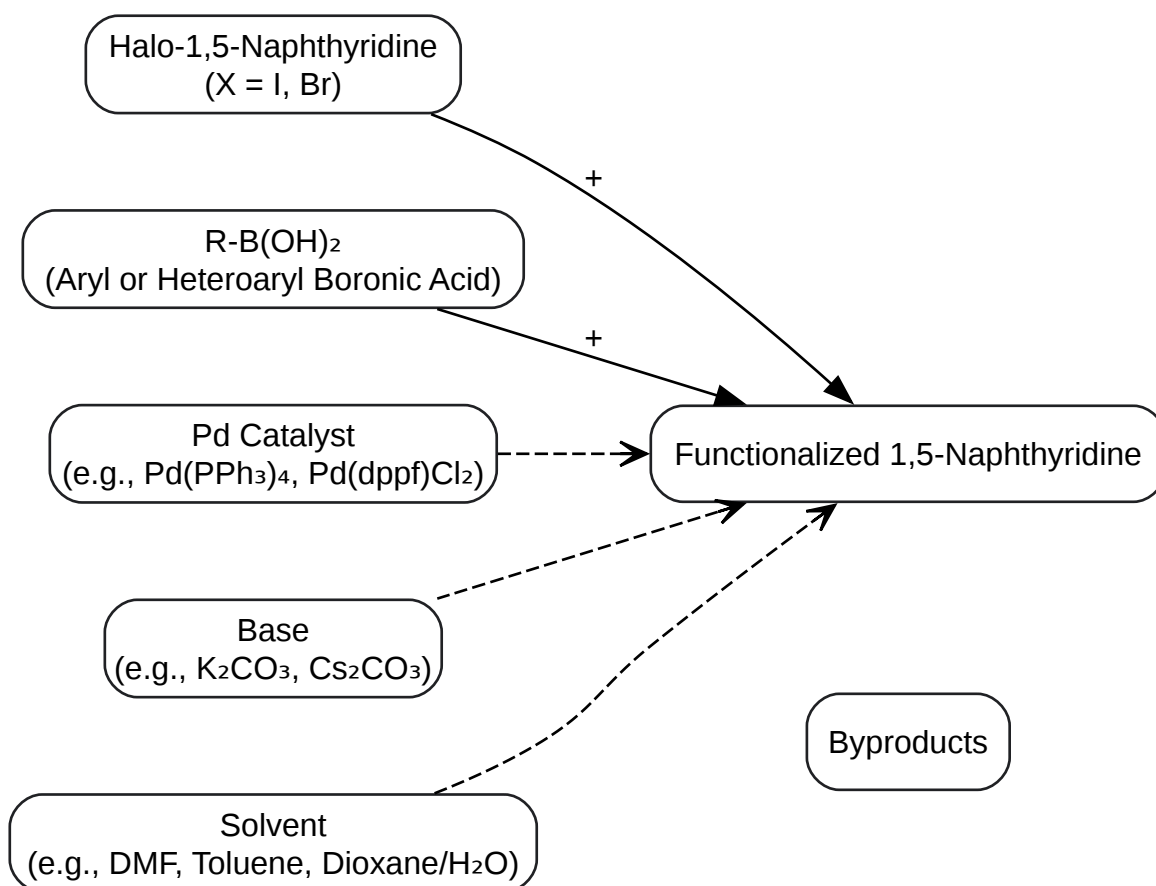 Halo-1,5-Naphthyridine
(X = I, Br)
+
R-B(OH)₂
(Aryl or Heteroaryl Boronic Acid)
+
Pd Catalyst
(e.g., Pd(PPh₃)₄, Pd(dppf)Cl₂)
Functionalized 1,5-Naphthyridine
Base
(e.g., K₂CO₃, Cs₂CO₃)
Byproducts
Solvent
(e.g., DMF, Toluene, Dioxane/H₂O)